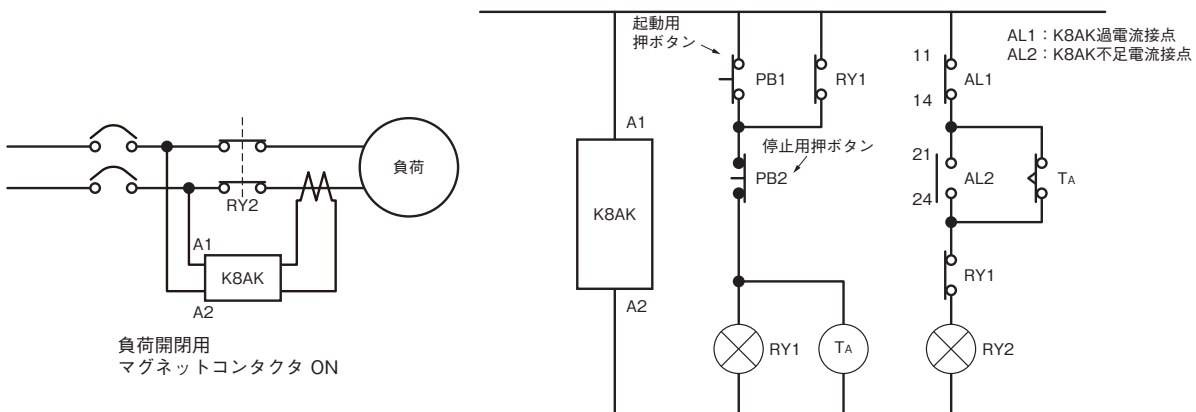 起動用
押ボタン
AL1：K8AK過電流接点
AL2：K8AK不足電流接点
PB1
RY1
11
AL1
14
A1
負荷
停止用押ボタン
21
AL2
TA
PB2
24
RY2
K8AK
A1
K8AK
RY1
A2
A2
負荷開閉用
マグネットコンタクタ ON
RY1
TA
RY2